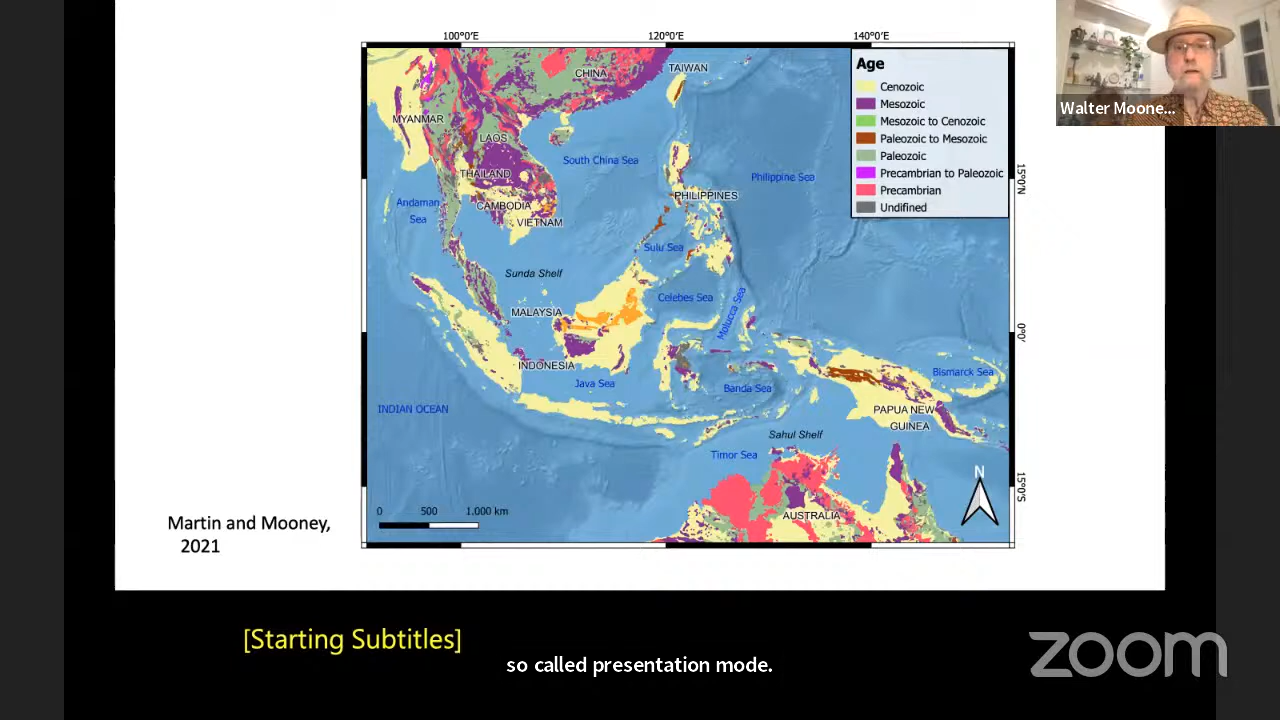 100°0'E
120°0'E
140°0'E
Walter Moone...
Age
Cenozoic
Mesozoic
Mesozoic to Cenozoic
Paleozoic to Mesozoic
Paleozoic
Precambrian to Paleozoic
Precambrian
Undifined
CHINA
TAIWAN
MYANMAR
LAOS
South China Sea
THAILAND
Philippine Sea
15°0'N
PHILIPPINES
Andaman
Sea
CAMBODIA
VIETNAM
Sulu Sea
Sunda Shelf
Celebes Sea
Molucca Sea
MALAYSIA
0°0'
INDONESIA
Java Sea
Banda Sea
Bismarck Sea
INDIAN OCEAN
PAPUA NEW
GUINEA
Sahul Shelf
Timor Sea
N
15°0'S
0 500 1,000 km
AUSTRALIA
Martin and Mooney,
2021
[Starting Subtitles]
so called presentation mode.
zoom